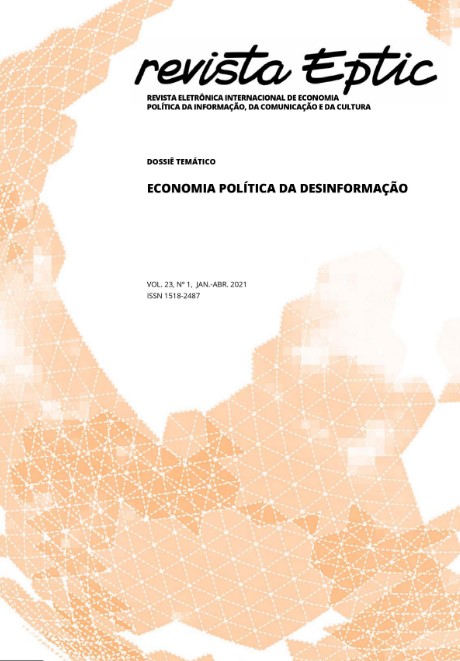 revista Eptic
REVISTA ELETRÔNICA INTERNACIONAL DE ECONOMIA
POLÍTICA DA INFORMAÇÃO, DA COMUNICAÇÃO E DA CULTURA
DOSSIÊ TEMÁTICO
ECONOMIA POLÍTICA DA DESINFORMAÇÃO
VOL. 23, Nº 1, JAN.-ABR. 2021
ISSN 1518-2487